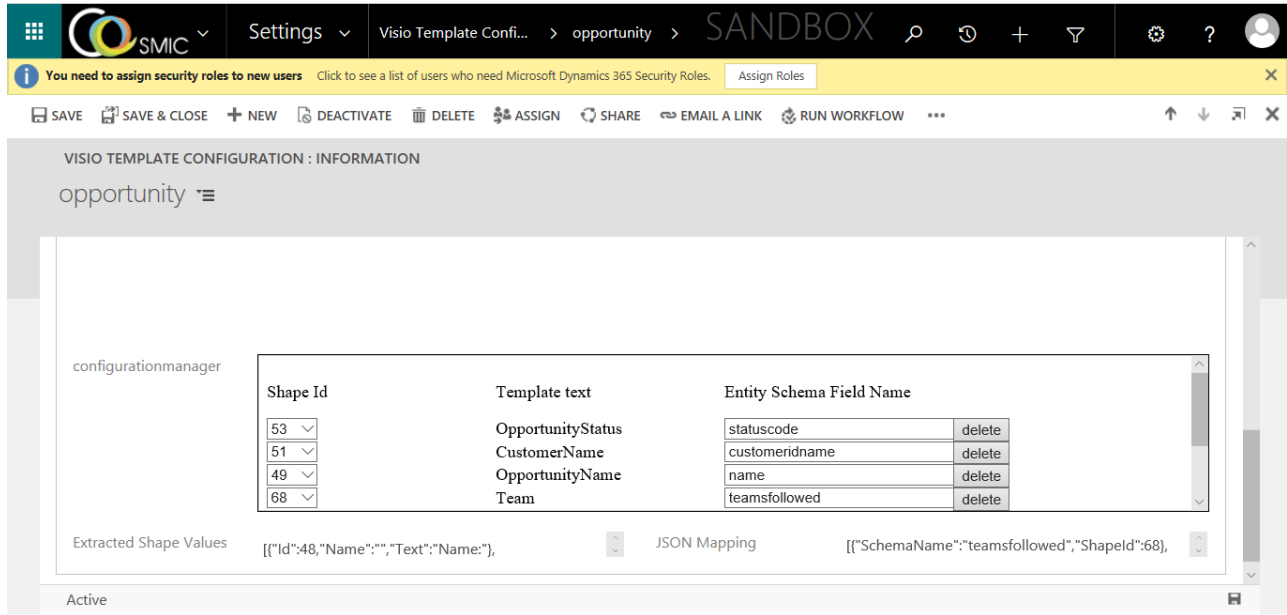 SMIC Settings Visio Template Confi... > opportunity > SANDBOX + ?
You need to assign security roles to new users Click to see a list of users who need Microsoft Dynamics 365 Security Roles. Assign Roles
SAVE SAVE & CLOSE + NEW DEACTIVATE DELETE ASSIGN SHARE EMAIL A LINK RUN WORKFLOW •••
VISIO TEMPLATE CONFIGURATION : INFORMATION
opportunity
configurationmanager
Shape Id Template text Entity Schema Field Name
53 OpportunityStatus statuscode delete
51 CustomerName customeridname delete
49 OpportunityName name delete
68 Team teamsfollowed delete
Extracted Shape Values [{"Id":48,"Name":"","Text":"Name:"}, JSON Mapping [{"SchemaName":"teamsfollowed","ShapeId":68},
Active